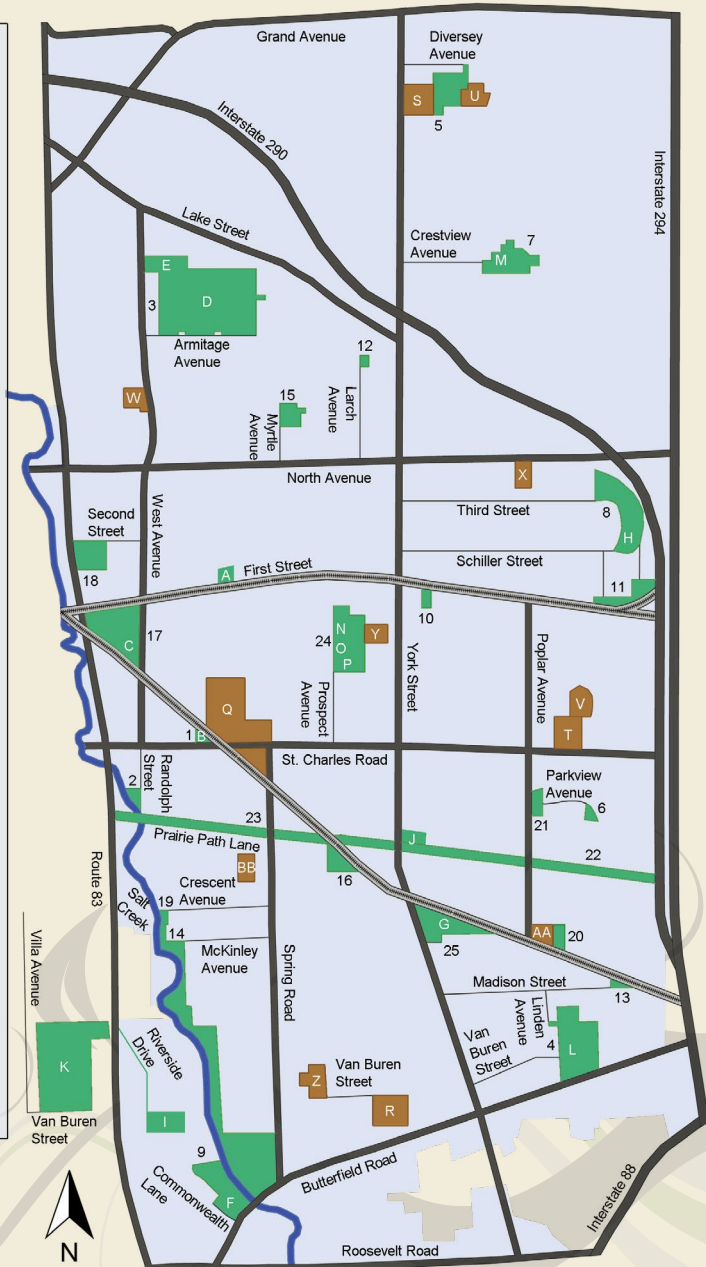 Grand Avenue
Diversey
Avenue
S
U
5
Interstate 290
Interstate 294
Lake Street
Crestview
Avenue
7
M
E
3
D
Armitage
Avenue
12
Larch
Avenue
15
Myrtle
Avenue
W
North Avenue
X
Third Street
8
H
Second
Street
West Avenue
18
Schiller Street
First Street
A
11
10
17
C
24
N
O
P
Y
Prospect
Avenue
York Street
Poplar Avenue
Q
V
T
1
B
St. Charles Road
Randolph
Street
2
Parkview
Avenue
6
21
23
Prairie Path Lane
J
22
BB
16
Route 83
Salt
Creek
19
Crescent
Avenue
14
McKinley
Avenue
G
25
AA
20
Villa Avenue
Spring Road
Madison Street
13
Linden
Avenue
Van
Buren
Street
4
L
K
Riverside
Drive
Van Buren
Street
Z
R
I
Van Buren
Street
9
Commonwealth
Lane
F
Butterfield Road
Interstate 88
N
Roosevelt Road